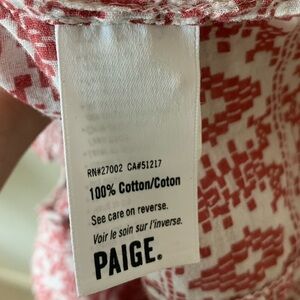 RN#27002 CA#51217
100% Cotton/Coton
See care on reverse.
Voir le soin sur l'inverse.
PAIGE.